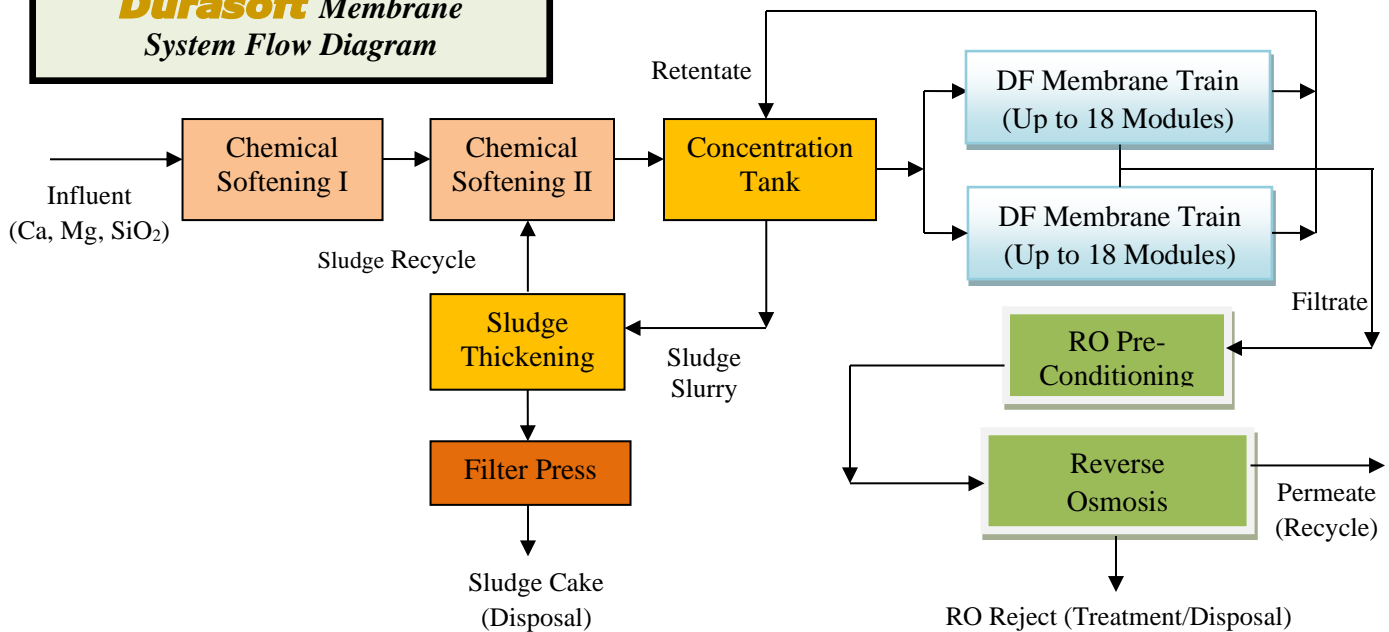 Durasoft Membrane
System Flow Diagram
Retentate
DF Membrane Train
(Up to 18 Modules)
Chemical
Softening I
Chemical
Softening II
Concentration
Tank
Influent
(Ca, Mg, SiO₂)
DF Membrane Train
(Up to 18 Modules)
Sludge Recycle
Filtrate
Sludge
Thickening
Sludge
Slurry
RO Pre-
Conditioning
Filter Press
Reverse
Osmosis
Permeate
(Recycle)
Sludge Cake
(Disposal)
RO Reject (Treatment/Disposal)